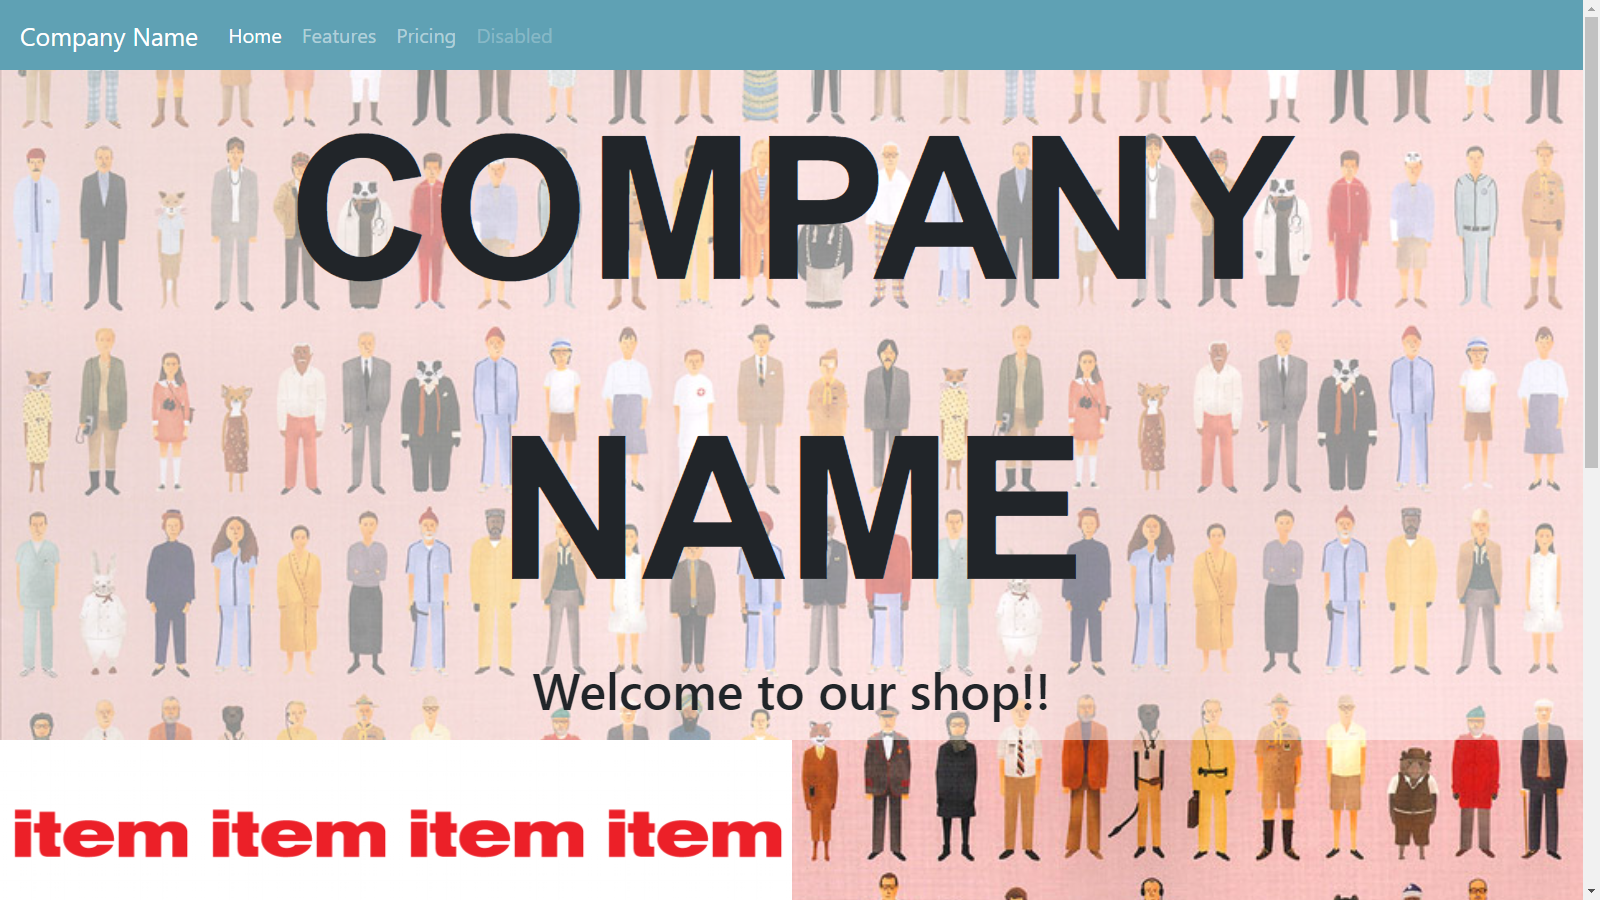 Company Name Home Features Pricing Disabled
COMPANY
NAME
Welcome to our shop!!
item item item item